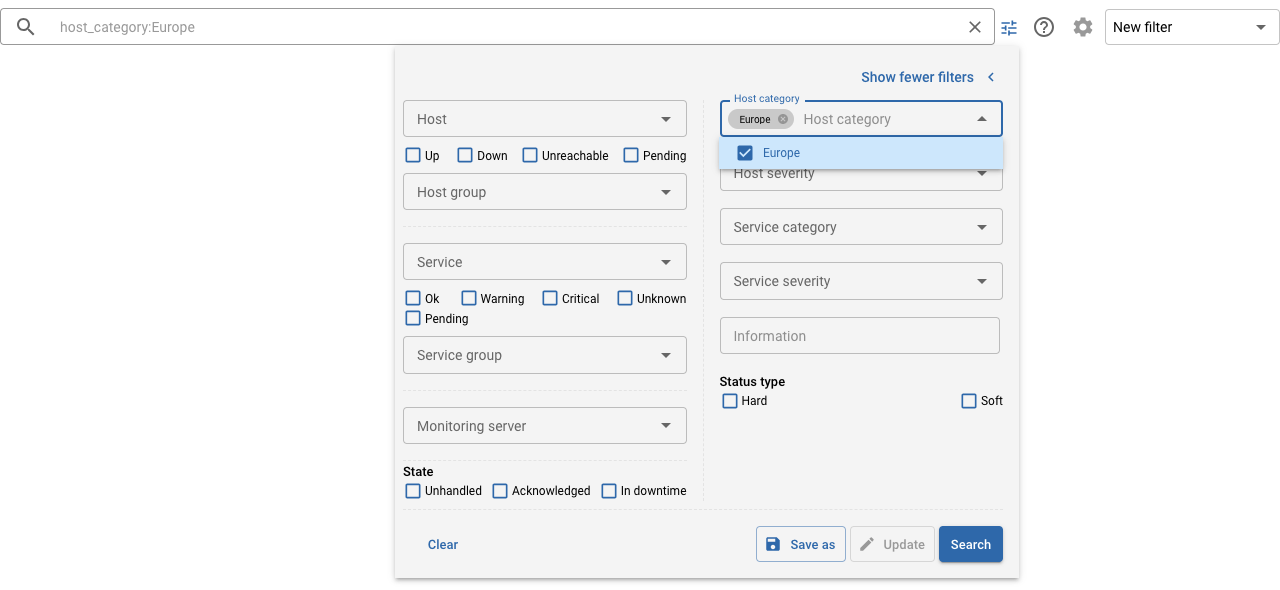 host_category:Europe
New filter
Show fewer filters
Host
Up Down Unreachable Pending
Host group
Service
Ok Warning Critical Unknown
Pending
Service group
Monitoring server
State
Unhandled Acknowledged In downtime
Host category
Europe Host category
Europe
Host severity
Service category
Service severity
Information
Status type
Hard Soft
Clear Save as Update Search